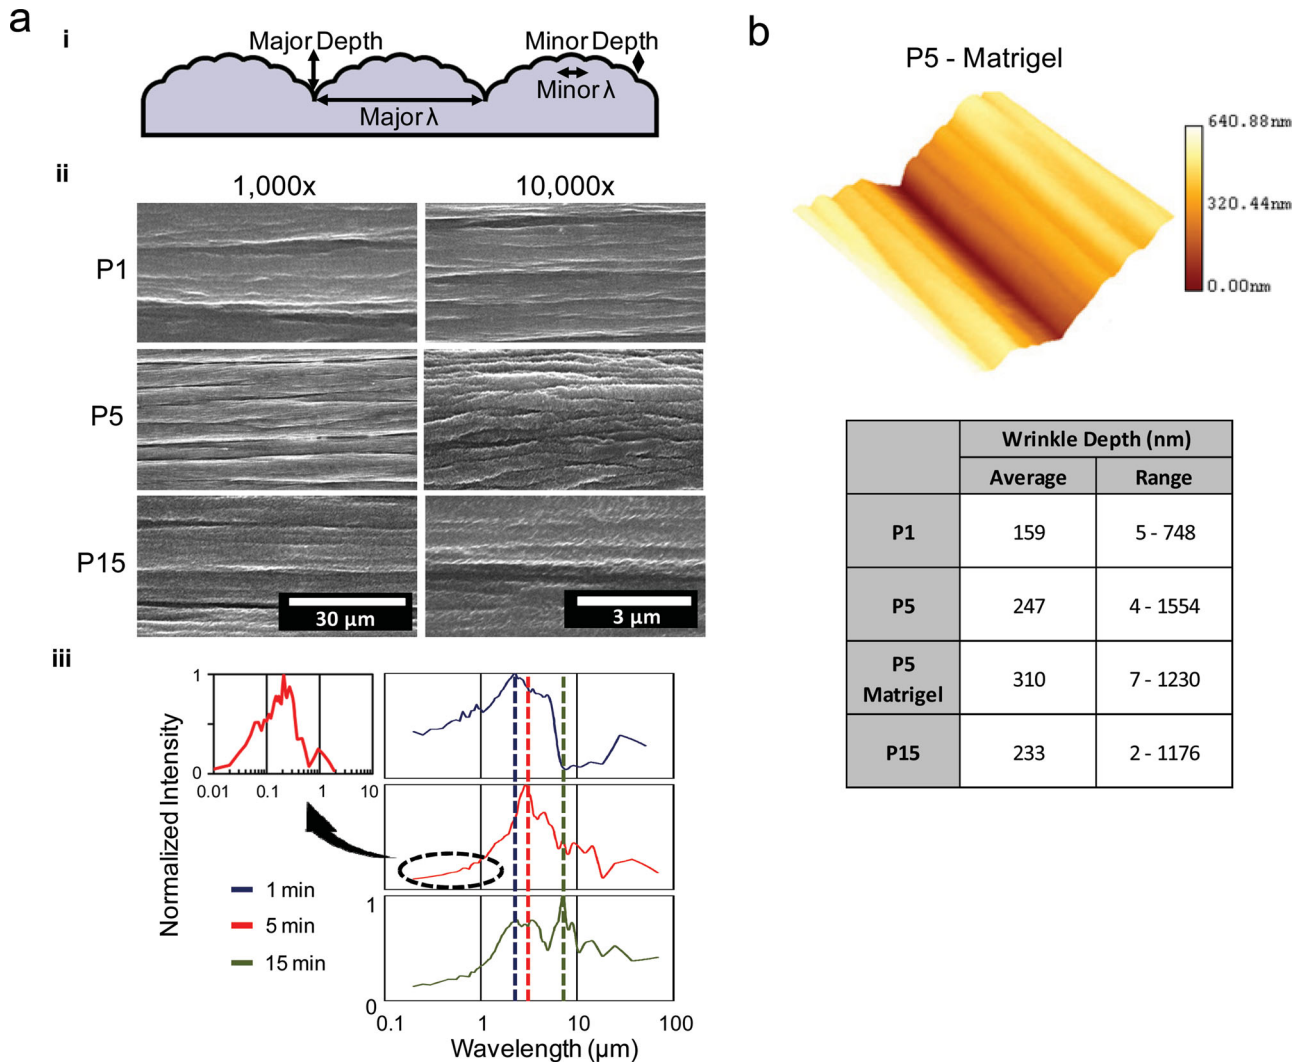 a
i
Major Depth
Minor Depth
Minor λ
Major λ
ii
1,000x
10,000x
P1
P5
P15
30 μm
3 μm
iii
Normalized Intensity
1
0
0.01
0.1
1
10
1 min
5 min
15 min
1
0
0.1
1
10
100
Wavelength (μm)
b
P5 - Matrigel
640.88nm
320.44nm
0.00nm
Wrinkle Depth (nm)
Average Range
P1 159 5 - 748
P5 247 4 - 1554
P5
Matrigel 310 7 - 1230
P15 233 2 - 1176